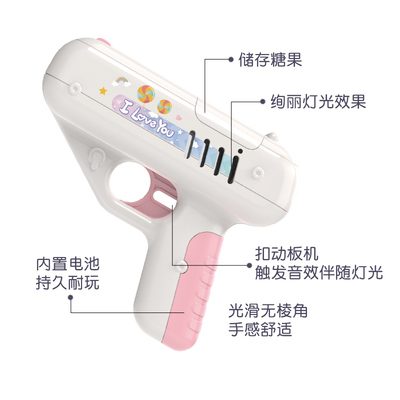 储存糖果
绚丽灯光效果
I Love You
扣动板机
触发音效伴随灯光
内置电池
持久耐玩
光滑无棱角
手感舒适